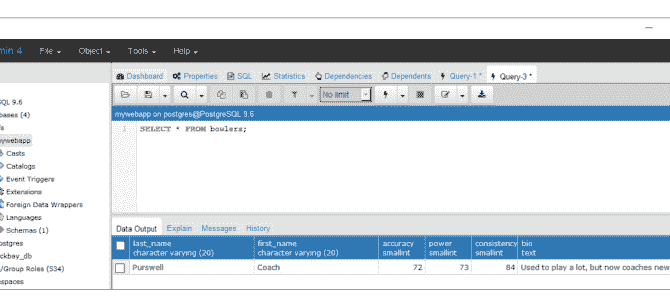 min 4 File Object Tools Help
Dashboard Properties SQL Statistics Dependencies Dependents Query-1 * Query-3 *
No limit
mywebapp on postgres@PostgreSQL 9.6
1 SELECT * FROM bowlers;
SQL 9.6
bases (4)
mywebapp
Casts
Catalogs
Event Triggers
Extensions
Foreign Data Wrappers
Languages
Schemas (1)
ostgres
ckbay_db
/Group Roles (534)
espaces
Data Output Explain Messages History
last_name first_name accuracy power consistency bio
character varying (20) character varying (20) smallint smallint smallint text
Purswell Coach 72 73 84 Used to play a lot, but now coaches new